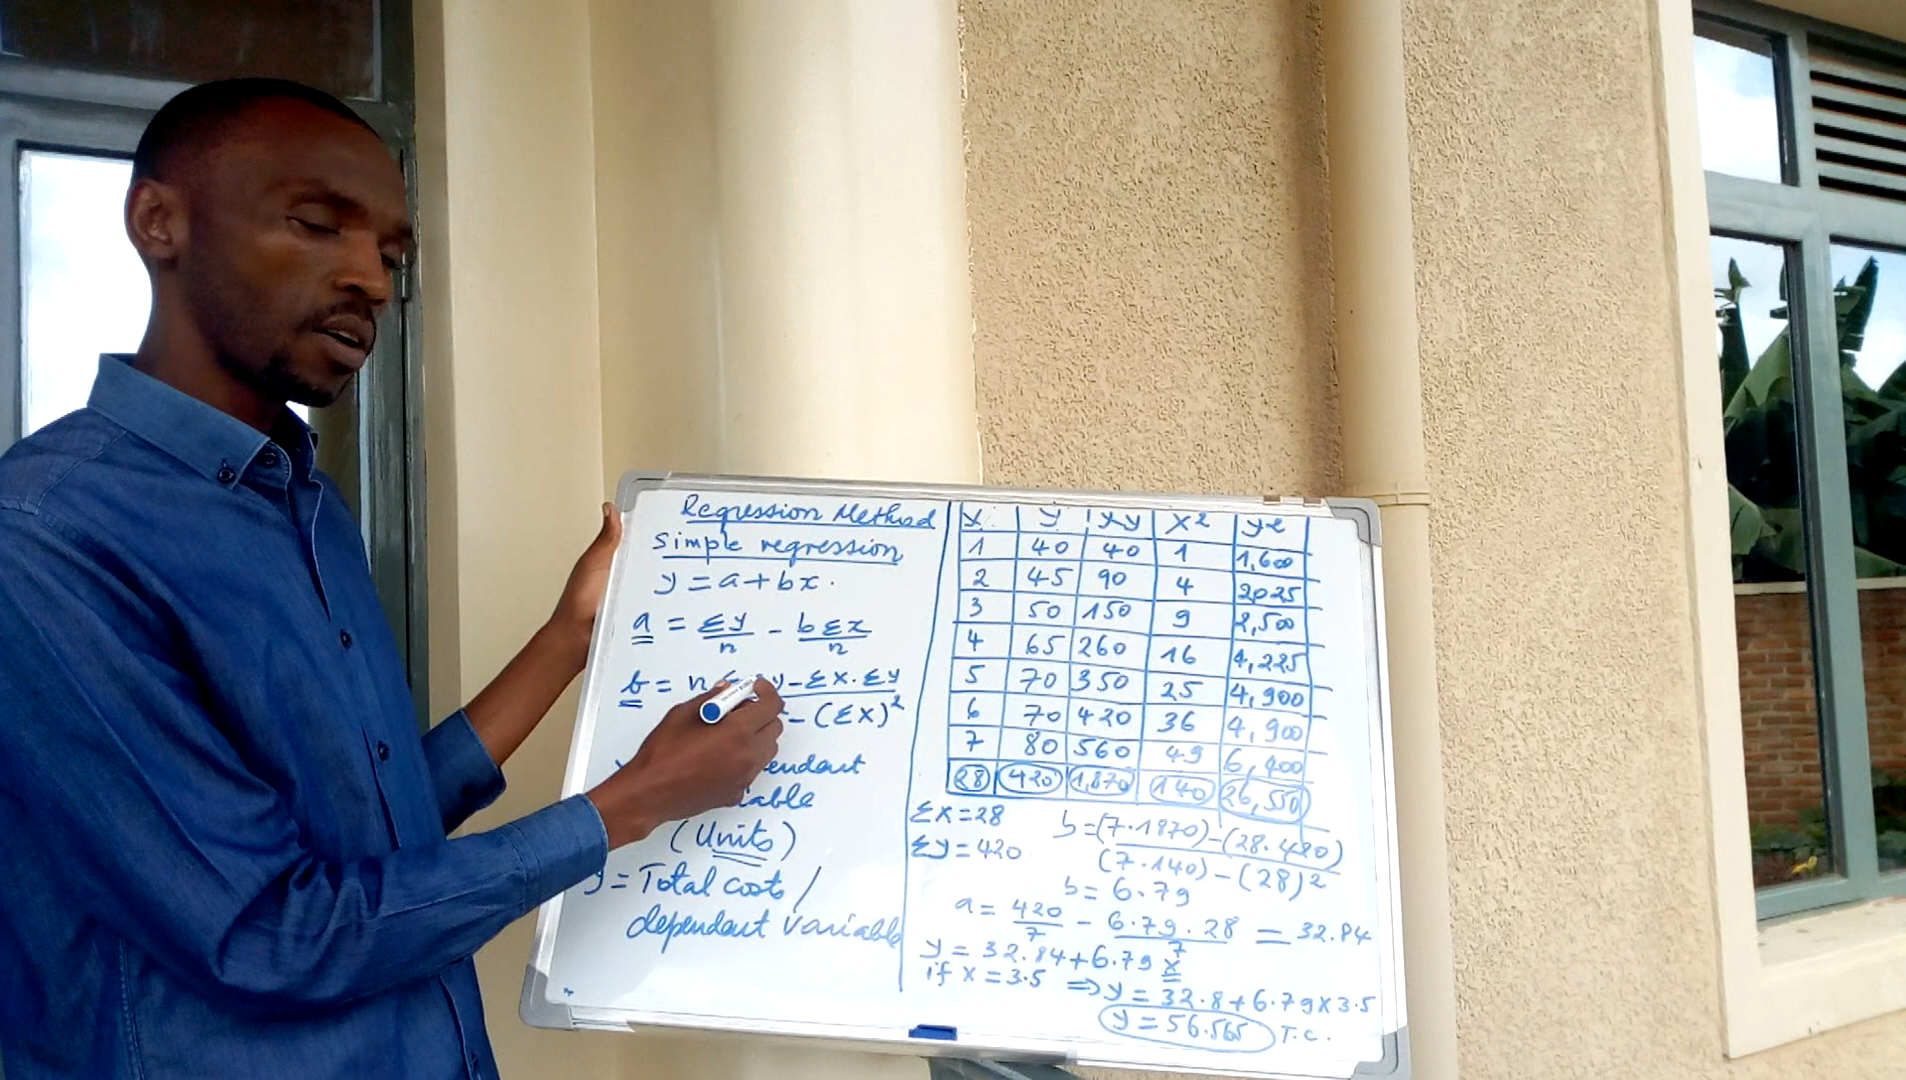 Regression Method
Simple regression
y = a + bx.
a = Σy/n - bΣx/n
b = n y - Σx.Σy
- (Σx)²
(Units)
y = Total costs /
dependent variable
x | y | xy | x² | y²
1 | 40 | 40 | 1 | 1,600
2 | 45 | 90 | 4 | 2025
3 | 50 | 150 | 9 | 2,500
4 | 65 | 260 | 16 | 4,225
5 | 70 | 350 | 25 | 4,900
6 | 70 | 420 | 36 | 4,900
7 | 80 | 560 | 49 | 6,400
28 | 420 | 1,870 | 140 | 26,550
Σx = 28
Σy = 420
b = (7.1870) - (28.420)
(7.140) - (28)²
b = 6.79
a = 420/7 - 6.79.28/7 = 32.84
y = 32.84 + 6.79 x
if x = 3.5 ⇒ y = 32.8 + 6.79 x 3.5
y = 56.565 T.C.